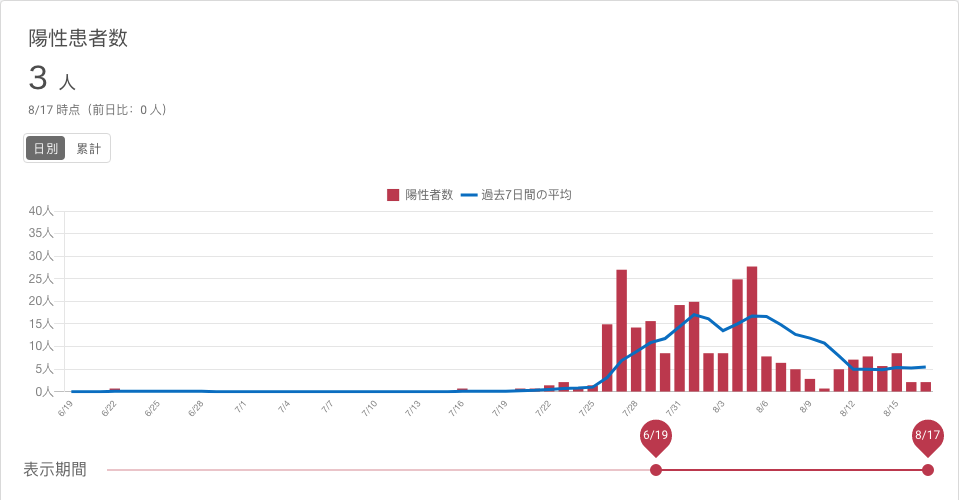 陽性患者数
3 人
8/17 時点（前日比：0 人）
日別 累計
陽性者数 過去7日間の平均
40人
35人
30人
25人
20人
15人
10人
5人
0人
6/19 6/22 6/25 6/28 7/1 7/4 7/7 7/10 7/13 7/16 7/19 7/22 7/25 7/28 7/31 8/3 8/6 8/9 8/12 8/15
6/19 8/17
表示期間